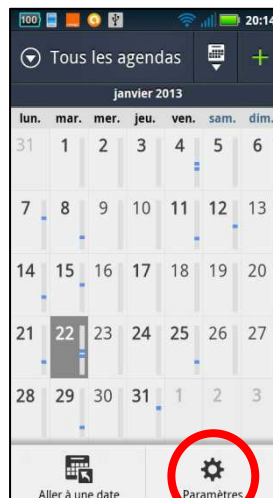 100 20:14
Tous les agendas
janvier 2013
lun. mar. mer. jeu. ven. sam. dim.
31 1 2 3 4 5 6
7 8 9 10 11 12 13
14 15 16 17 18 19 20
21 22 23 24 25 26 27
28 29 30 31 1 2 3
Aller à une date Paramètres